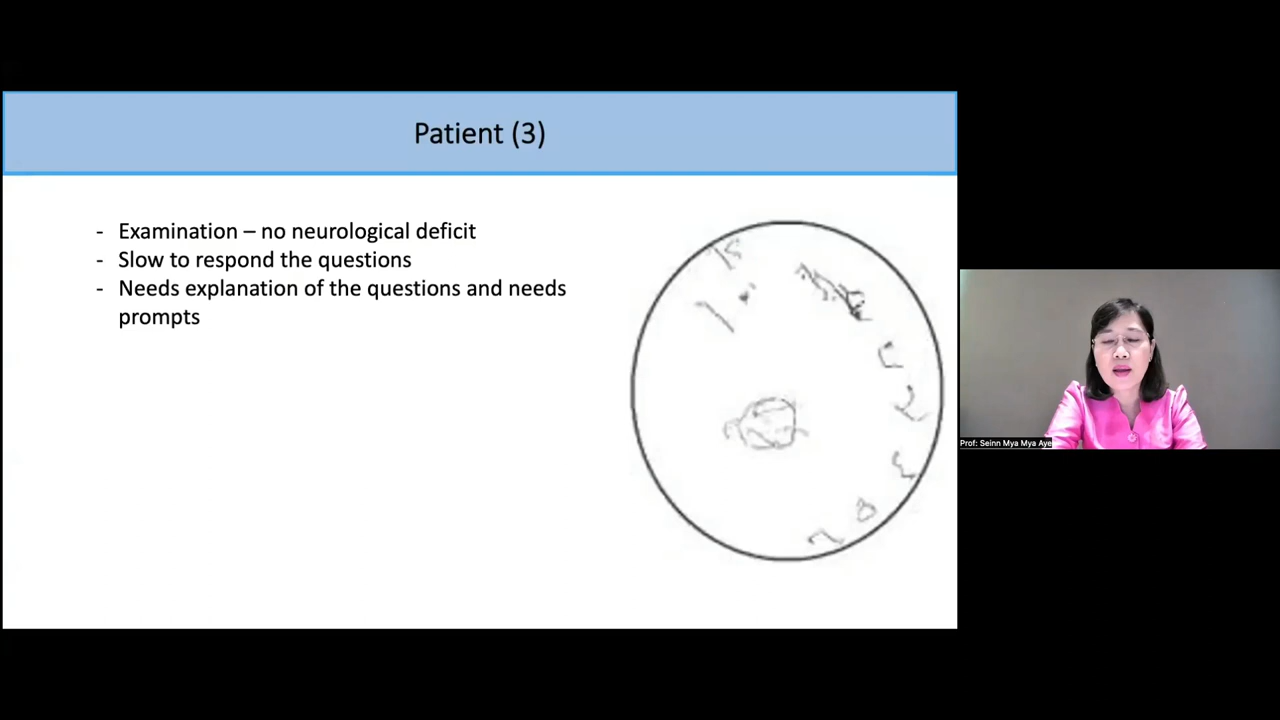 Patient (3)
- Examination – no neurological deficit
- Slow to respond the questions
- Needs explanation of the questions and needs
prompts
Prof: Seinn Mya Mya Aye